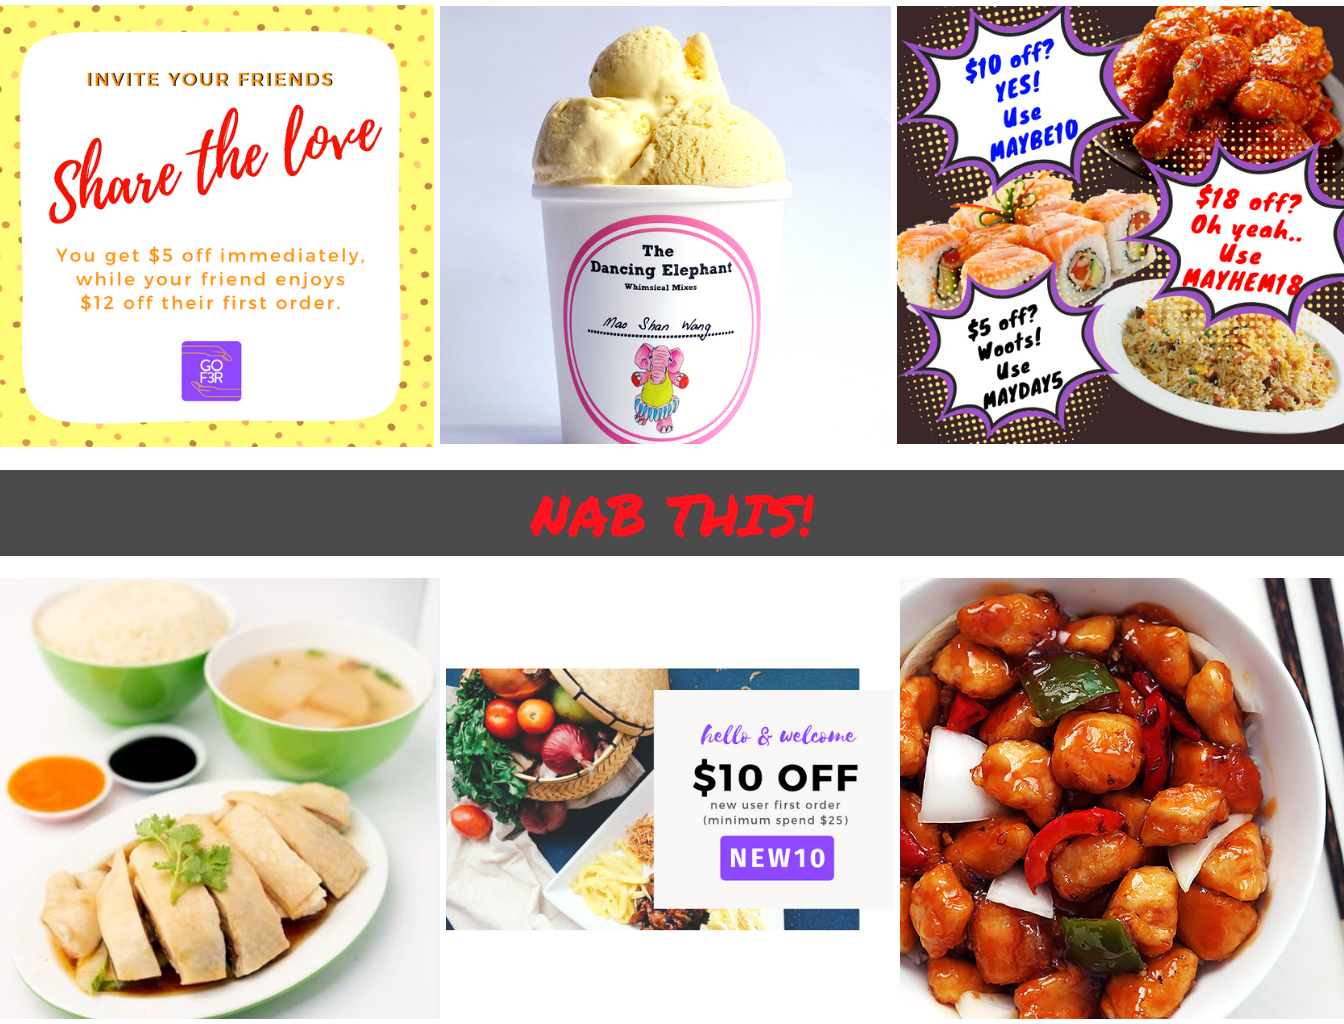 INVITE YOUR FRIENDS
Share the love
You get $5 off immediately,
while your friend enjoys
$12 off their first order.
GO
F3R
The
Dancing Elephant
Whimsical Mixes
Mao Shan Wang
$10 off?
YES!
Use
MAYBE10
$18 off?
Oh yeah..
Use
MAYHEM18
$5 off?
Woots!
Use
MAYDAY5
NAB THIS!
hello & welcome
$10 OFF
new user first order
(minimum spend $25)
NEW10